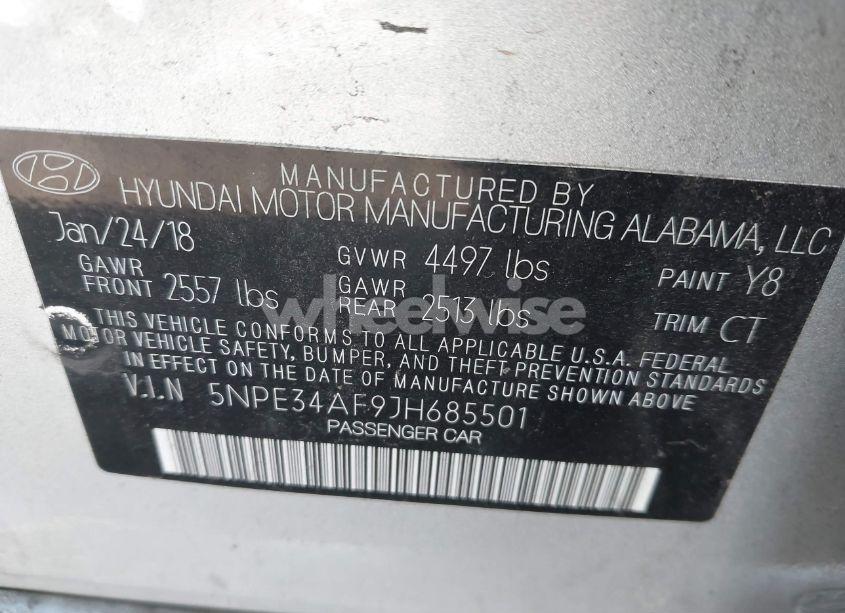 MANUFACTURED BY
HYUNDAI MOTOR MANUFACTURING ALABAMA, LLC
Jan/24/18 GVWR 4497 lbs PAINT Y8
GAWR FRONT 2557 lbs GAWR REAR 2513 lbs TRIM CT
wheelwise
THIS VEHICLE CONFORMS TO ALL APPLICABLE U.S.A. FEDERAL
MOTOR VEHICLE SAFETY, BUMPER, AND THEFT PREVENTION STANDARDS
IN EFFECT ON THE DATE OF MANUFACTURE SHOWN ABOVE
V.I.N 5NPE34AF9JH685501
PASSENGER CAR